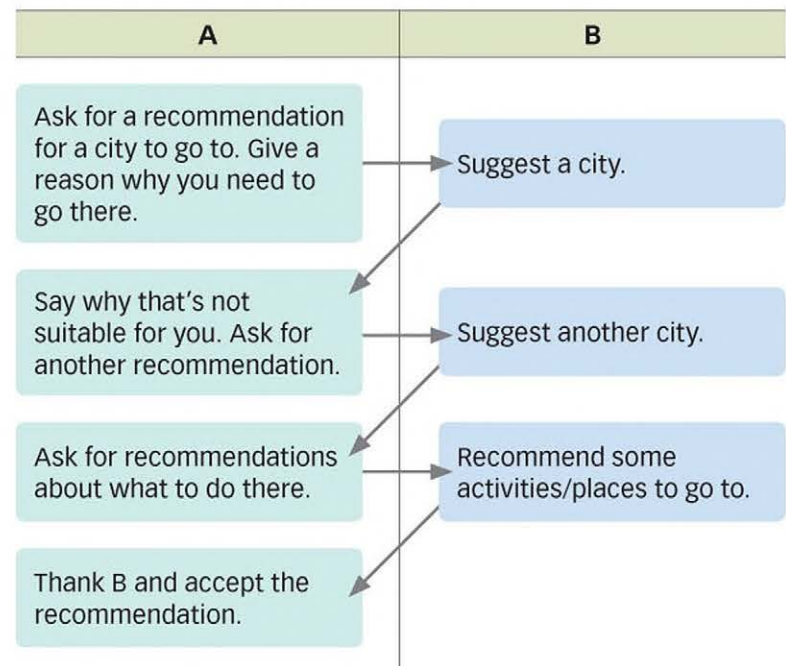 A
B
Ask for a recommendation
for a city to go to. Give a
reason why you need to
go there.
Suggest a city.
Say why that's not
suitable for you. Ask for
another recommendation.
Suggest another city.
Ask for recommendations
about what to do there.
Recommend some
activities/places to go to.
Thank B and accept the
recommendation.